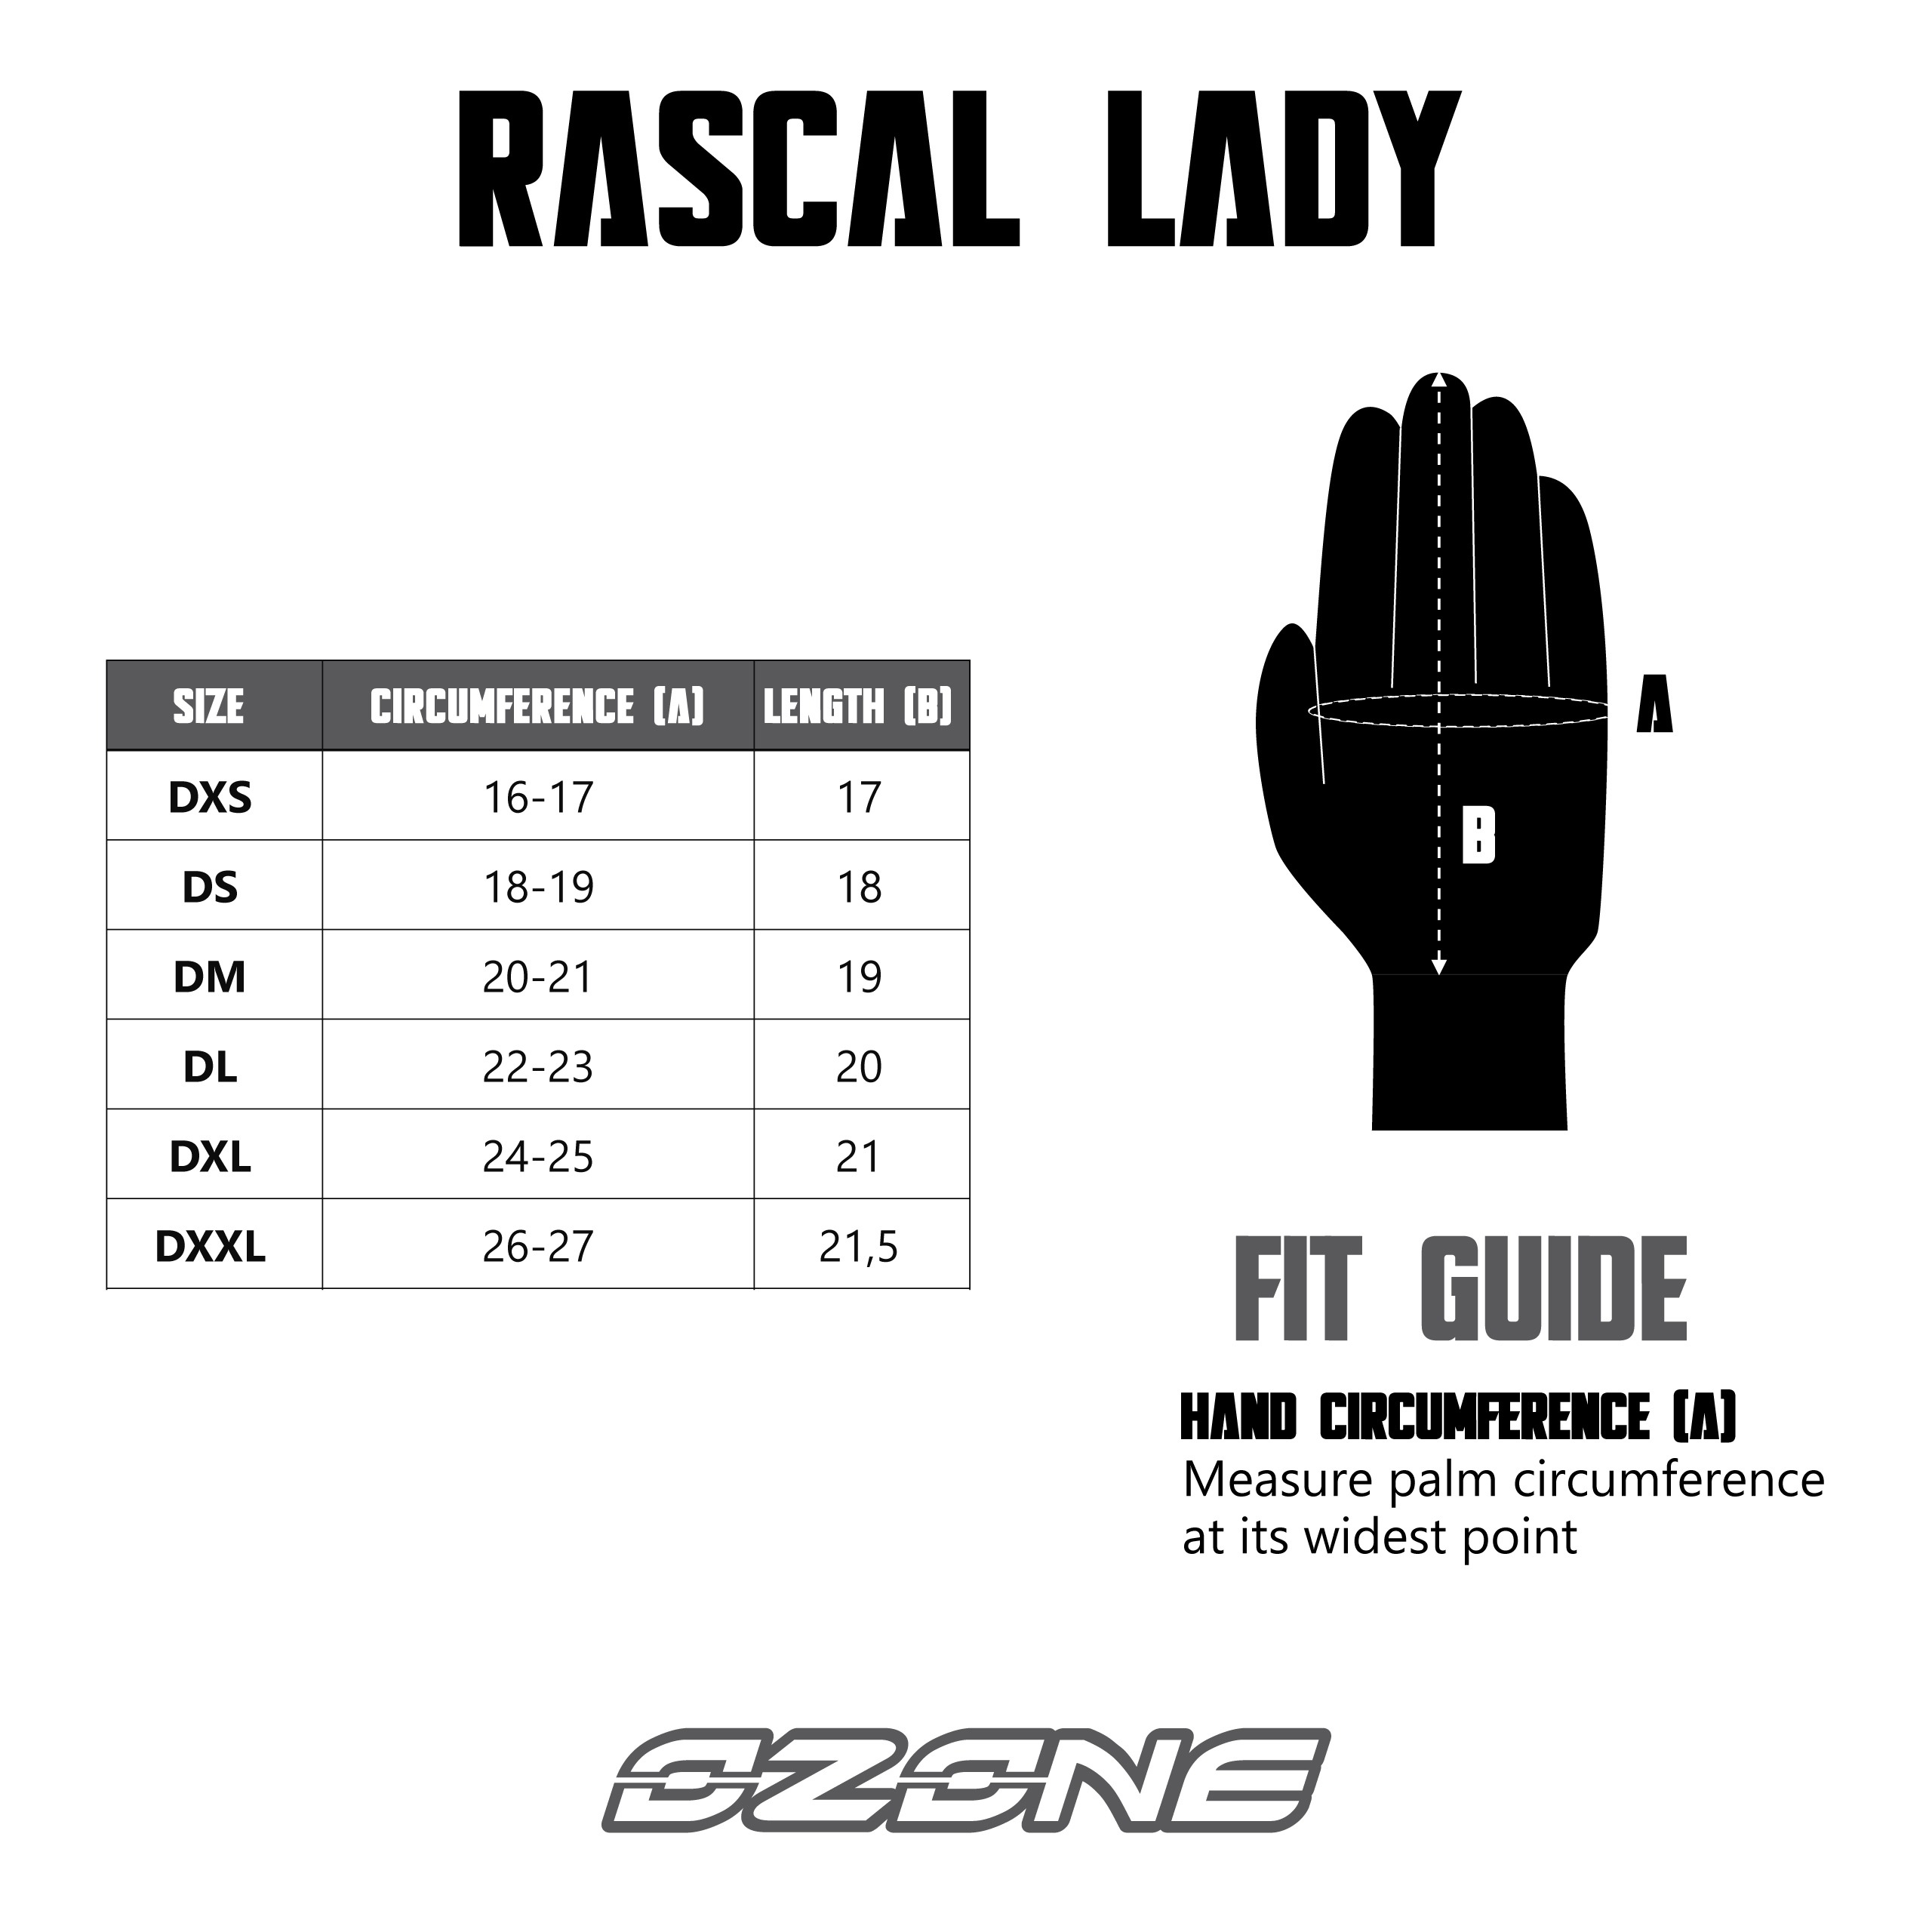 RASCAL LADY
SIZE CIRCUMFERENCE (A) LENGTH (B)
DXS 16-17 17
DS 18-19 18
DM 20-21 19
DL 22-23 20
DXL 24-25 21
DXXL 26-27 21,5
A
B
FIT GUIDE
HAND CIRCUMFERENCE (A)
Measure palm circumference
at its widest point
OZONE